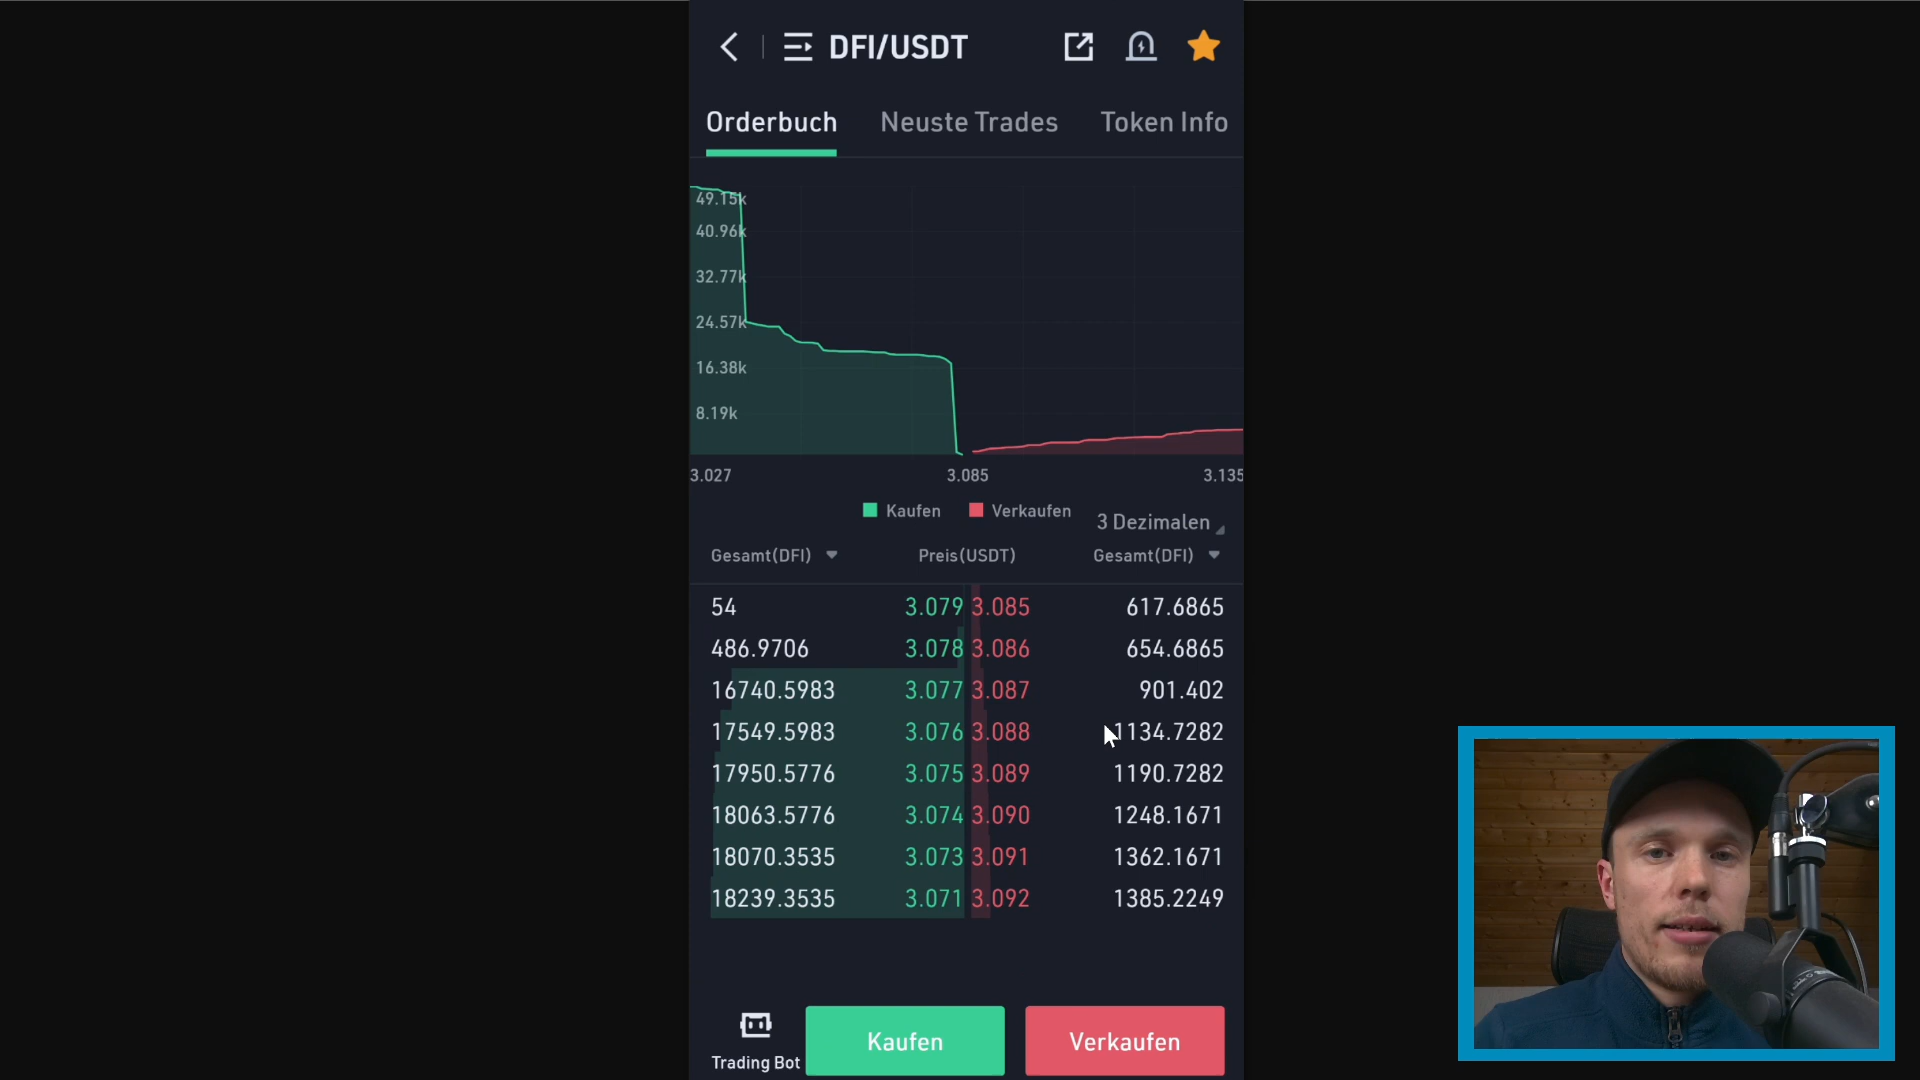 DFI/USDT
Orderbuch Neuste Trades Token Info
49.15k
40.96k
32.77k
24.57k
16.38k
8.19k
3.027 3.085 3.135
Kaufen Verkaufen
3 Dezimalen
Gesamt(DFI) Preis(USDT) Gesamt(DFI)
54 3.079 3.085 617.6865
486.9706 3.078 3.086 654.6865
16740.5983 3.077 3.087 901.402
17549.5983 3.076 3.088 1134.7282
17950.5776 3.075 3.089 1190.7282
18063.5776 3.074 3.090 1248.1671
18070.3535 3.073 3.091 1362.1671
18239.3535 3.071 3.092 1385.2249
Trading Bot Kaufen Verkaufen